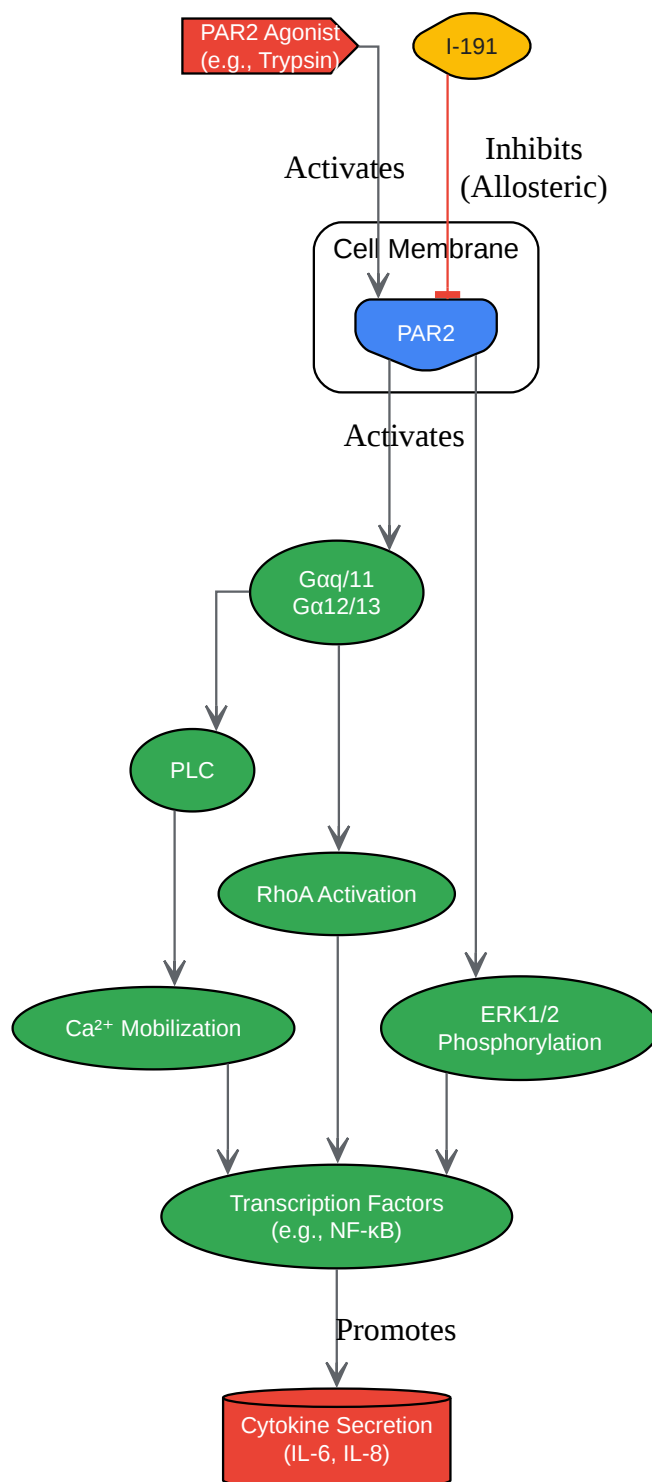 PAR2 Agonist
(e.g., Trypsin)
I-191
Activates
Inhibits
(Allosteric)
Cell Membrane
PAR2
Activates
Gαq/11
Gα12/13
PLC
RhoA Activation
Ca²⁺ Mobilization
ERK1/2
Phosphorylation
Transcription Factors
(e.g., NF-κB)
Promotes
Cytokine Secretion
(IL-6, IL-8)